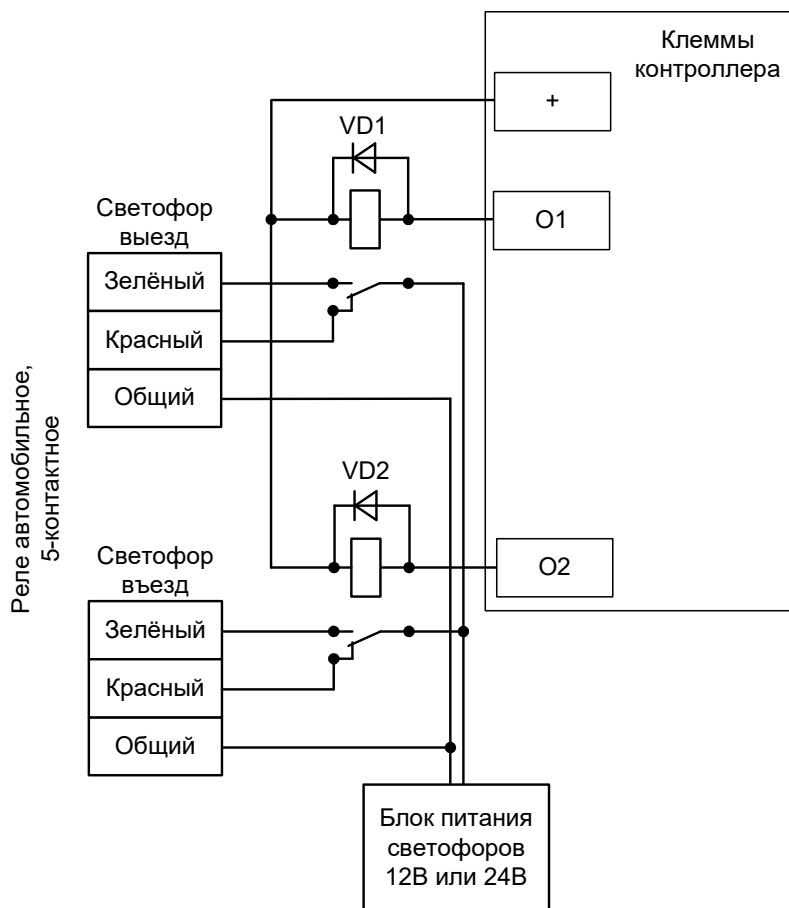 Клеммы
контроллера
+
VD1
O1
Светофор
выезд
Зелёный
Красный
Общий
Реле автомобильное,
5-контактное
VD2
O2
Светофор
въезд
Зелёный
Красный
Общий
Блок питания
светофоров
12В или 24В